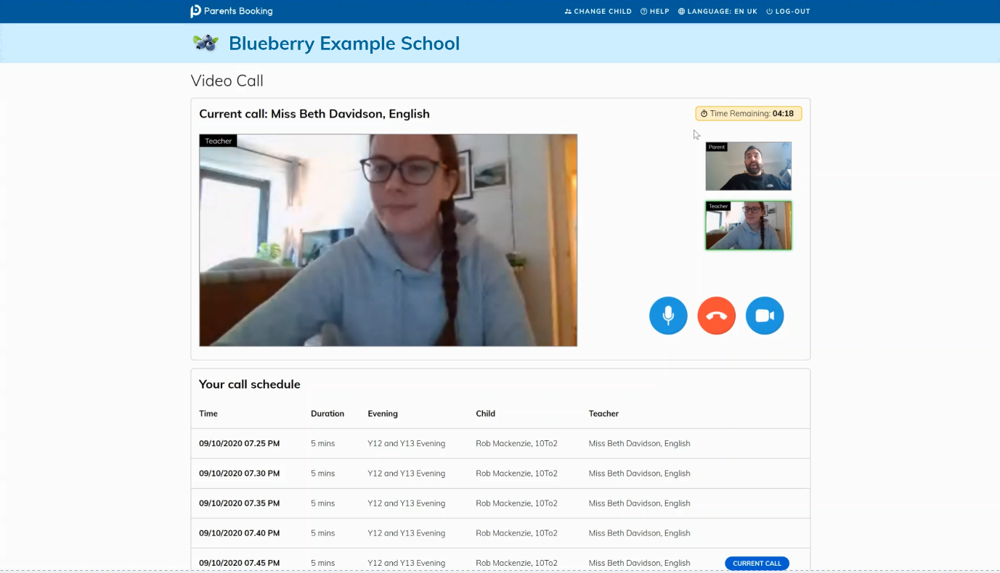 Parents Booking
CHANGE CHILD HELP LANGUAGE: EN UK LOG-OUT
Blueberry Example School
Video Call
Current call: Miss Beth Davidson, English
Time Remaining: 04:18
Teacher
Parent
Teacher
Your call schedule
Time Duration Evening Child Teacher
09/10/2020 07.25 PM 5 mins Y12 and Y13 Evening Rob Mackenzie, 10To2 Miss Beth Davidson, English
09/10/2020 07.30 PM 5 mins Y12 and Y13 Evening Rob Mackenzie, 10To2 Miss Beth Davidson, English
09/10/2020 07.35 PM 5 mins Y12 and Y13 Evening Rob Mackenzie, 10To2 Miss Beth Davidson, English
09/10/2020 07.40 PM 5 mins Y12 and Y13 Evening Rob Mackenzie, 10To2 Miss Beth Davidson, English
09/10/2020 07.45 PM 5 mins Y12 and Y13 Evening Rob Mackenzie, 10To2 Miss Beth Davidson, English CURRENT CALL